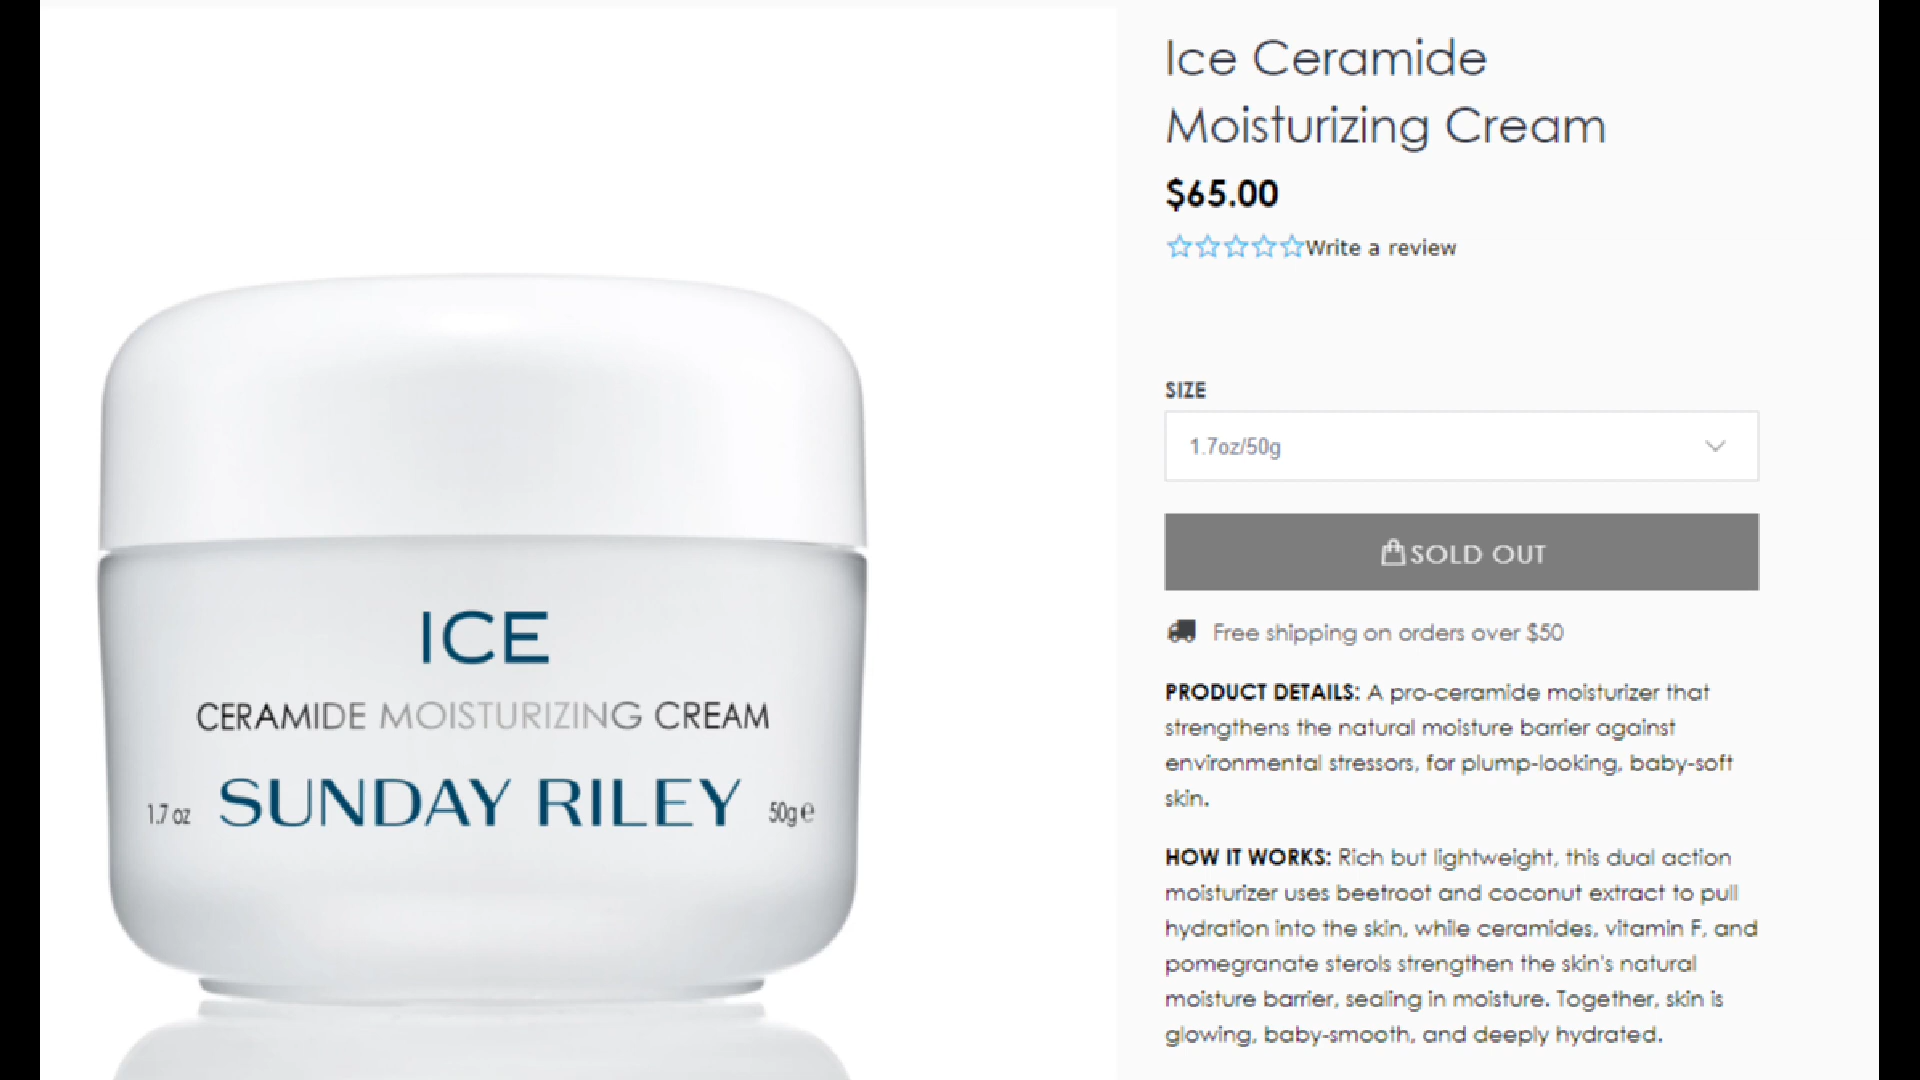 ICE
CERAMIDE MOISTURIZING CREAM
1.7 oz SUNDAY RILEY 50g℮
Ice Ceramide
Moisturizing Cream
$65.00
Write a review
SIZE
1.7oz/50g
SOLD OUT
Free shipping on orders over $50
PRODUCT DETAILS: A pro-ceramide moisturizer that
strengthens the natural moisture barrier against
environmental stressors, for plump-looking, baby-soft
skin.
HOW IT WORKS: Rich but lightweight, this dual action
moisturizer uses beetroot and coconut extract to pull
hydration into the skin, while ceramides, vitamin F, and
pomegranate sterols strengthen the skin's natural
moisture barrier, sealing in moisture. Together, skin is
glowing, baby-smooth, and deeply hydrated.